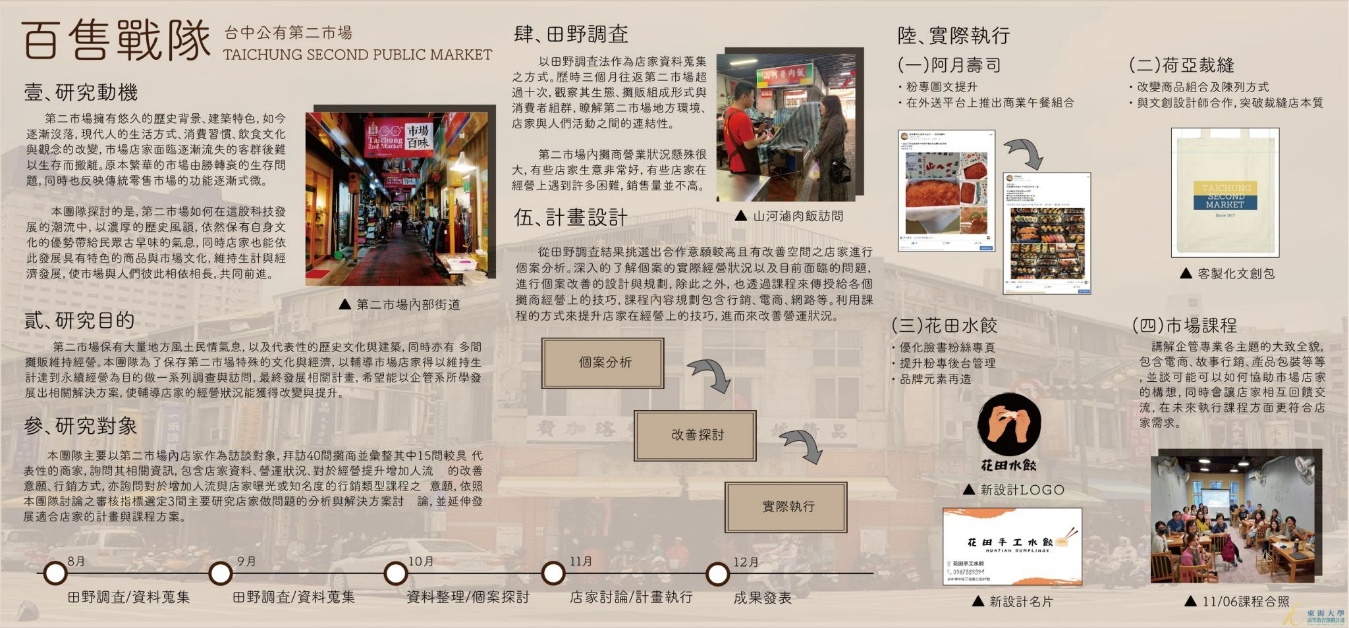 百售戰隊
台中公有第二市場
TAICHUNG SECOND PUBLIC MARKET
壹、研究動機
第二市場擁有悠久的歷史背景、建築特色,如今
逐漸沒落,現代人的生活方式、消費習慣、飲食文化
與觀念的改變,市場店家面臨逐漸流失的客群後難
以生存而搬離。原本繁華的市場由勝轉衰的生存問
題,同時也反映傳統零售市場的功能逐漸式微。
本團隊探討的是,第二市場如何在這股科技發
展的潮流中,以濃厚的歷史風韻,依然保有自身文
化的優勢帶給民眾古早味的氣息,同時店家也能依
此發展具有特色的商品與市場文化,維持生計與經
濟發展,使市場與人們彼此相依相長,共同前進。
Taichung
2nd Market
市場
百味
▲ 第二市場內部街道
貳、研究目的
第二市場保有大量地方風土民情氣息,以及代表性的歷史文化與建築,同時亦有 多間
攤販維持經營。本團隊為了保存第二市場特殊的文化與經濟,以輔導市場店家得以維持生
計達到永續經營為目的做一系列調查與訪問,最終發展相關計畫,希望能以企管系所學發
展出相關解決方案,使輔導店家的經營狀況能獲得改變與提升。
參、研究對象
本團隊主要以第二市場內店家作為訪談對象,拜訪40間攤商並彙整其中15間較具 代
表性的商家,詢問其相關資訊,包含店家資料、營運狀況、對於經營提升增加人流 的改善
意願、行銷方式,亦詢問對於增加人流與店家曝光或知名度的行銷類型課程之 意願,依照
本團隊討論之審核指標選定3間主要研究店家做問題的分析與解決方案討 論,並延伸發
展適合店家的計畫與課程方案。
肆、田野調查
以田野調查法作為店家資料蒐集
之方式。歷時三個月往返第二市場超
過十次,觀察其生態、攤販組成形式與
消費者組群,瞭解第二市場地方環境、
店家與人們活動之間的連結性。
第二市場內攤商營業狀況懸殊很
大,有些店家生意非常好,有些店家在
經營上遇到許多困難,銷售量並不高。
▲ 山河滷肉飯訪問
伍、計畫設計
從田野調查結果挑選出合作意願較高且有改善空間之店家進行
個案分析。深入的了解個案的實際經營狀況以及目前面臨的問題,
進行個案改善的設計與規劃,除此之外,也透過課程來傳授給各個
攤商經營上的技巧,課程內容規劃包含行銷、電商、網路等。利用課
程的方式來提升店家在經營上的技巧,進而來改善營運狀況。
個案分析
改善探討
實際執行
8月
9月
10月
11月
12月
田野調查/資料蒐集
田野調查/資料蒐集
資料整理/個案探討
店家討論/計畫執行
成果發表
陸、實際執行
(一)阿月壽司
・粉專圖文提升
・在外送平台上推出商業午餐組合
(二)荷亞裁縫
・改變商品組合及陳列方式
・與文創設計師合作,突破裁縫店本質
TAICHUNG
SECOND
MARKET
Since 1917
▲ 客製化文創包
(三)花田水餃
・優化臉書粉絲專頁
・提升粉專後台管理
・品牌元素再造
花田水餃
▲ 新設計LOGO
花田手工水餃
HUATIAN DUMPLINGS
花田手工水餃
▲ 新設計名片
(四)市場課程
講解企管專業各主題的大致全貌,
包含電商、故事行銷、產品包裝等等
,並談可能可以如何協助市場店家
的構想,同時會讓店家相互回饋交
流,在未來執行課程方面更符合店
家需求。
▲ 11/06課程合照
東海大學